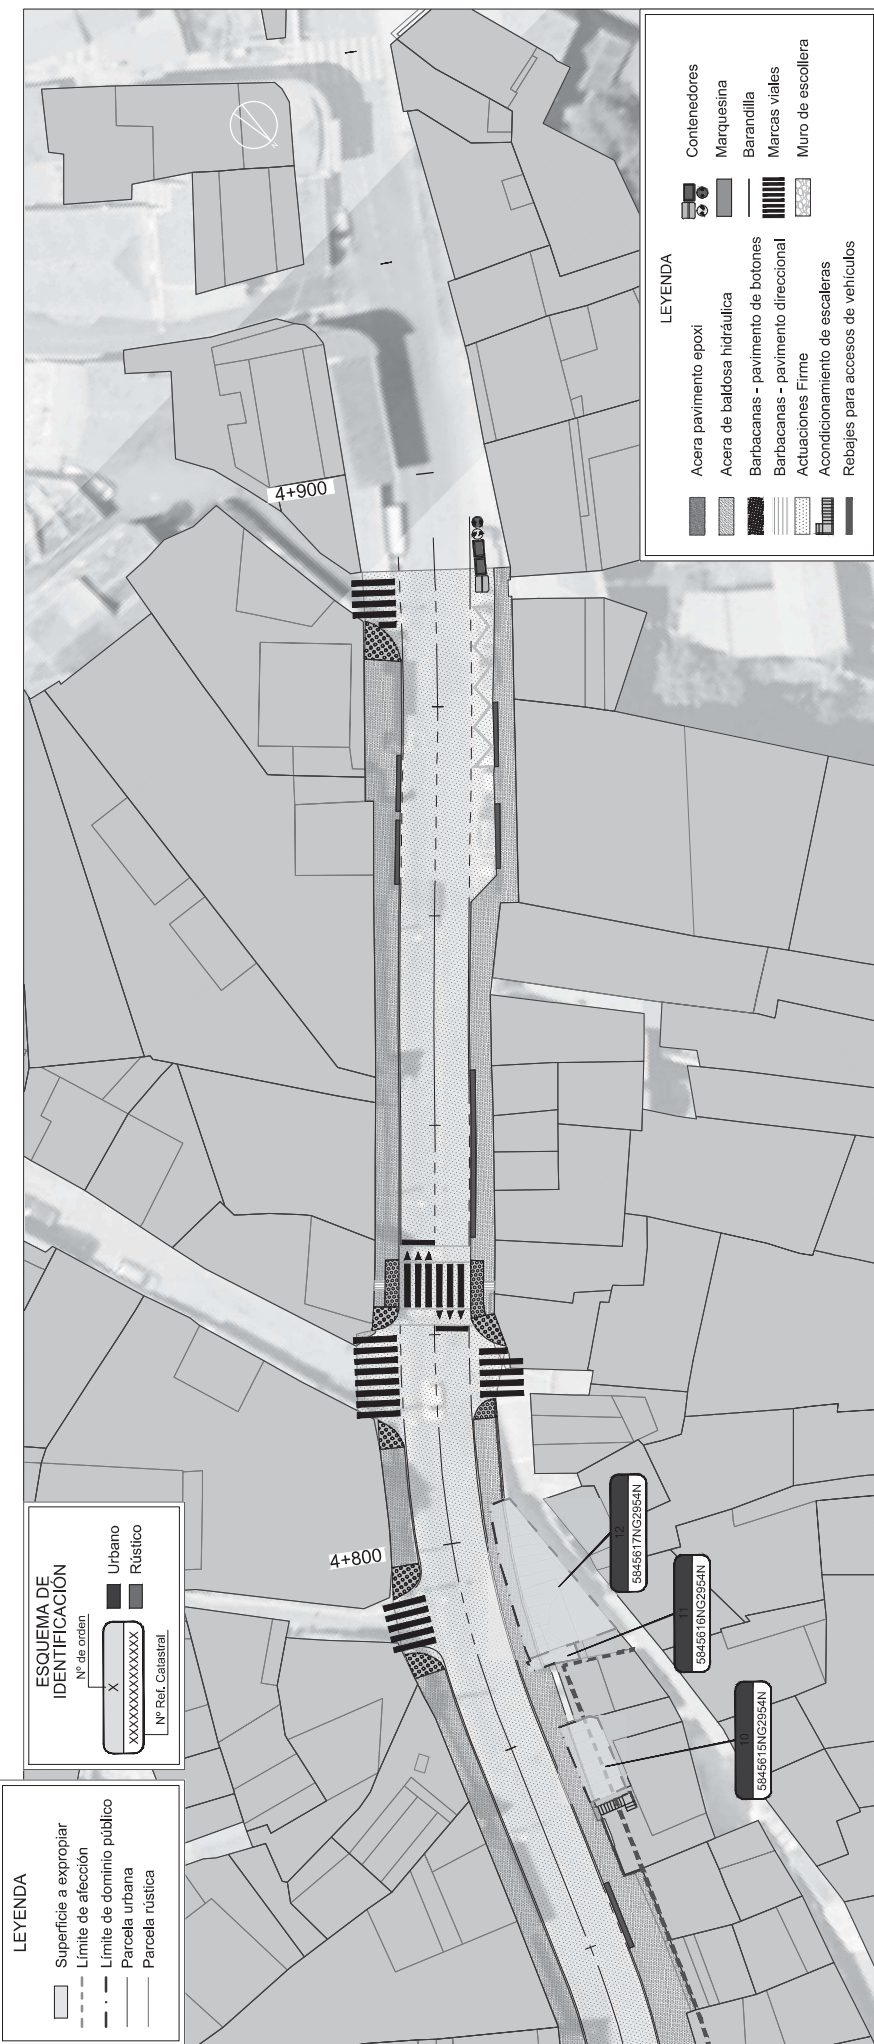 LEYENDA
Superficie a expropiar
Límite de afección
Límite de dominio público
Parcela urbana
Parcela rústica
ESQUEMA DE
IDENTIFICACIÓN
Nº de orden
X
XXXXXXXXXXXXXX
Nº Ref. Catastral
Urbano
Rústico
4+800
4+900
10
5845615NG2954N
11
5845616NG2954N
12
5845617NG2954N
LEYENDA
Acera pavimento epoxi
Acera de baldosa hidráulica
Barbacanas - pavimento de botones
Barbacanas - pavimento direccional
Actuaciones Firme
Acondicionamiento de escaleras
Rebajes para accesos de vehículos
Contenedores
Marquesina
Barandilla
Marcas viales
Muro de escollera